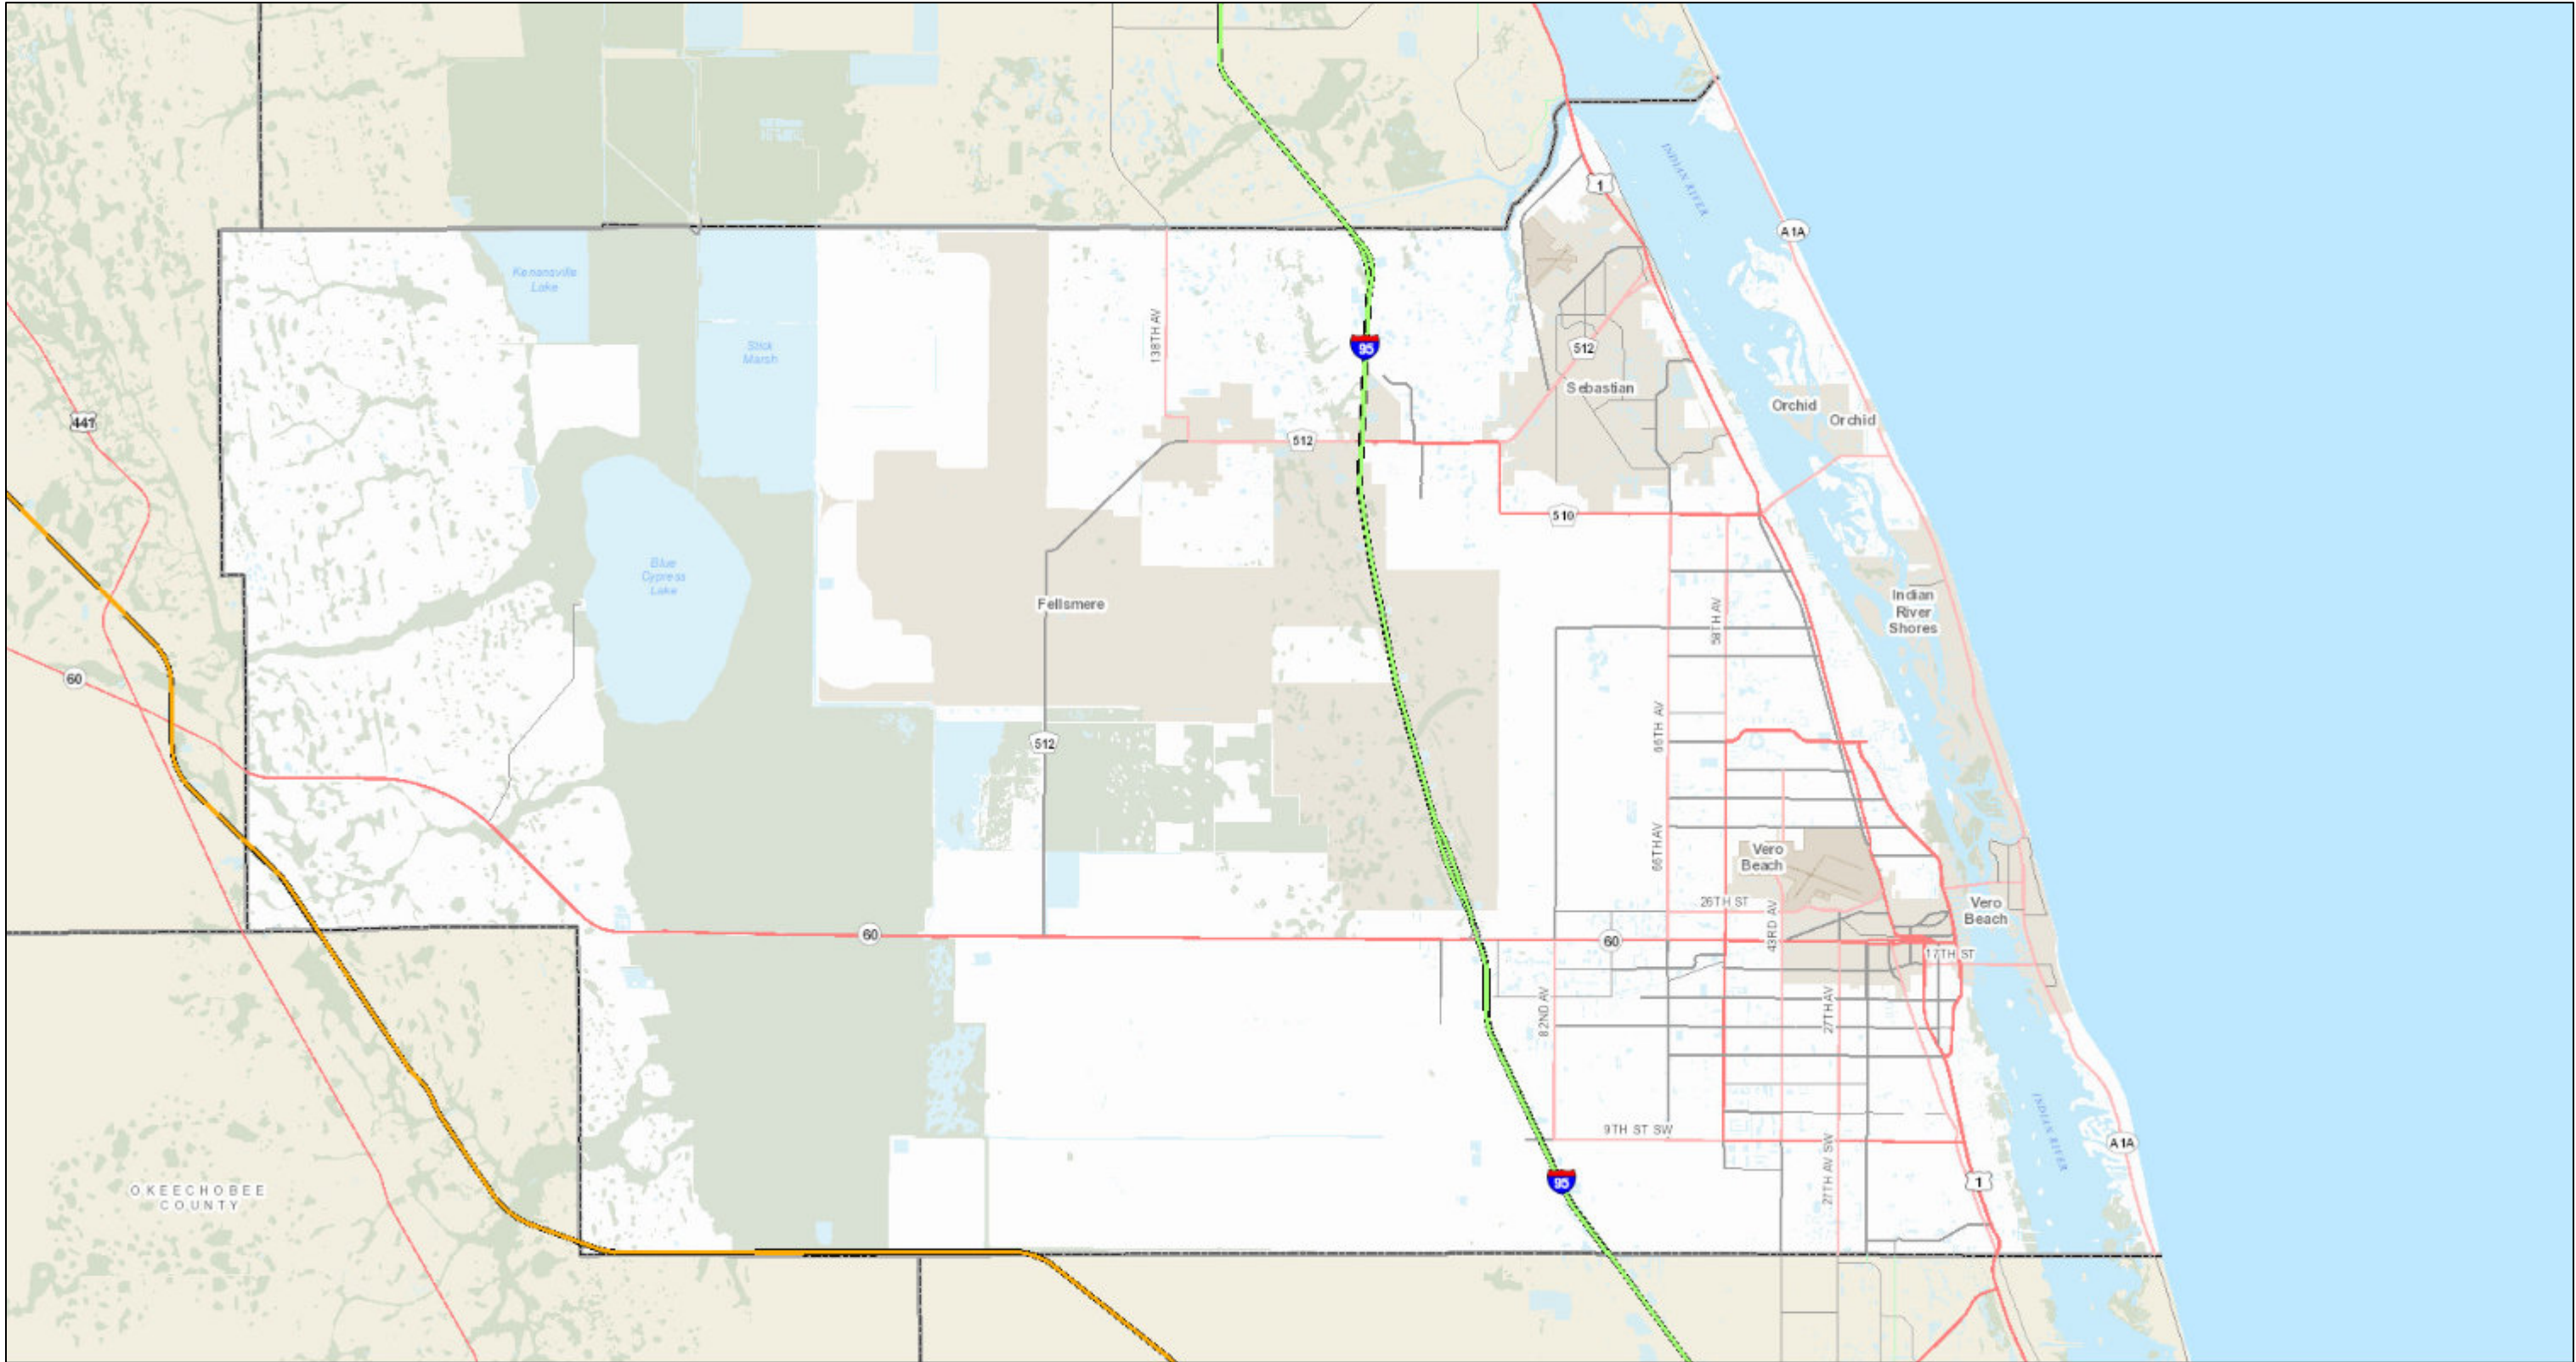 INDIAN RIVER
1
A1A
Kenansville
Lake
Stick
Marsh
138TH AV
95
512
Sebastian
441
Orchid
Orchid
512
510
Blue
Cypress
Lake
Fellsmere
58TH AV
Indian
River
Shores
60
66TH AV
512
66TH AV
Vero
Beach
26TH ST
43RD AV
Vero
Beach
60
60
17TH ST
82ND AV
27TH AV
INDIAN RIVER
9TH ST SW
27TH AV SW
A1A
95
1
OKEECHOBEE
COUNTY